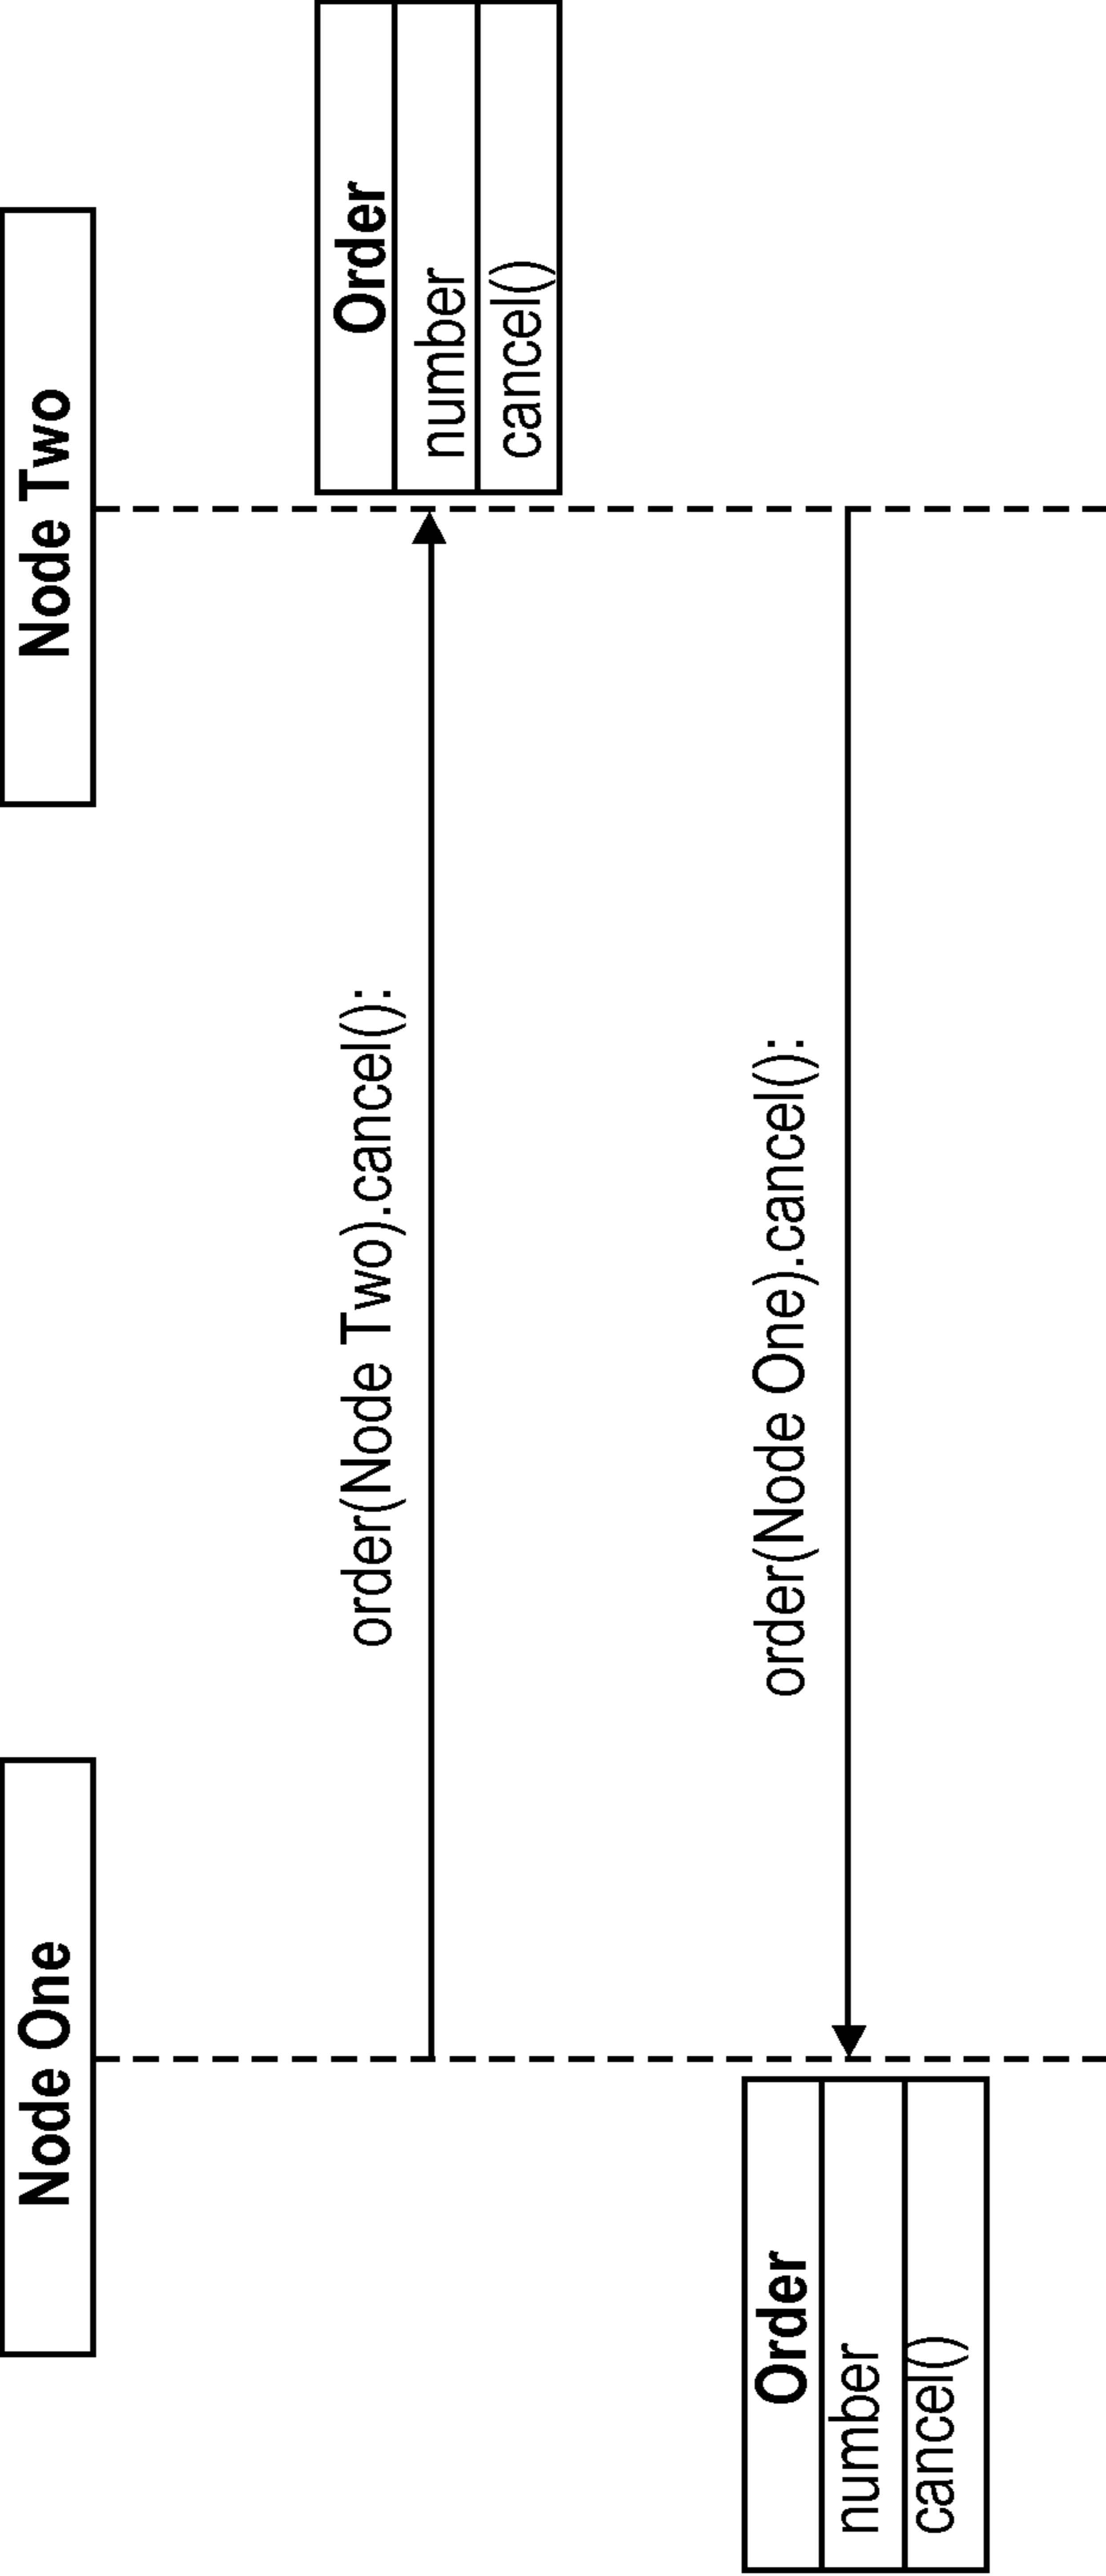 Node One
Node Two
order(Node Two).cancel():
Order
number
cancel()
order(Node One).cancel():
Order
number
cancel()